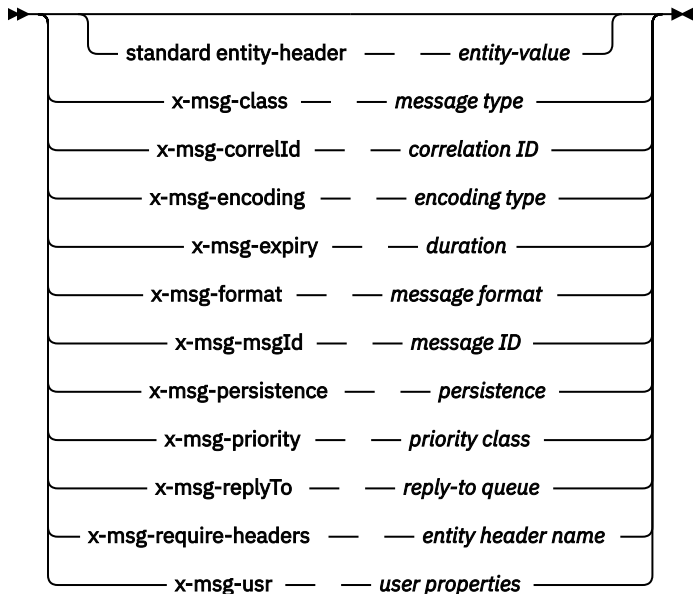 standard entity-header entity-value
x-msg-class message type
x-msg-correlId correlation ID
x-msg-encoding encoding type
x-msg-expiry duration
x-msg-format message format
x-msg-msgId message ID
x-msg-persistence persistence
x-msg-priority priority class
x-msg-replyTo reply-to queue
x-msg-require-headers entity header name
x-msg-usr user properties